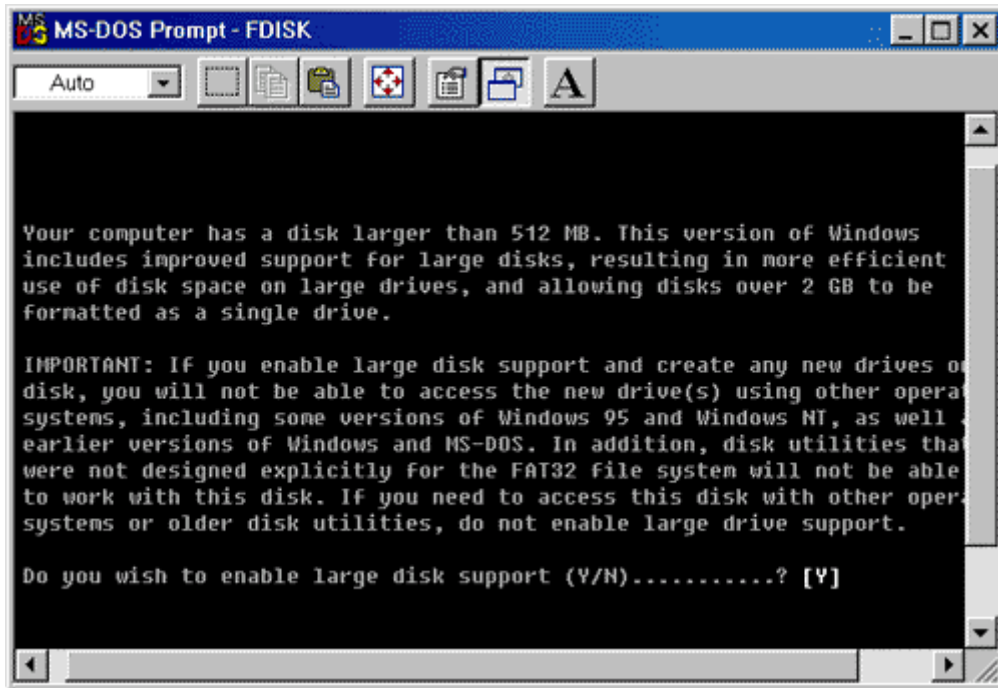 MS-DOS Prompt - FDISK
Auto
A
Your computer has a disk larger than 512 MB. This version of Windows
includes improved support for large disks, resulting in more efficient
use of disk space on large drives, and allowing disks over 2 GB to be
formatted as a single drive.
IMPORTANT: If you enable large disk support and create any new drives o
disk, you will not be able to access the new drive(s) using other opera
systems, including some versions of Windows 95 and Windows NT, as well a
earlier versions of Windows and MS-DOS. In addition, disk utilities tha
were not designed explicitly for the FAT32 file system will not be able
to work with this disk. If you need to access this disk with other opera
systems or older disk utilities, do not enable large drive support.
Do you wish to enable large disk support (Y/N)...........? [Y]